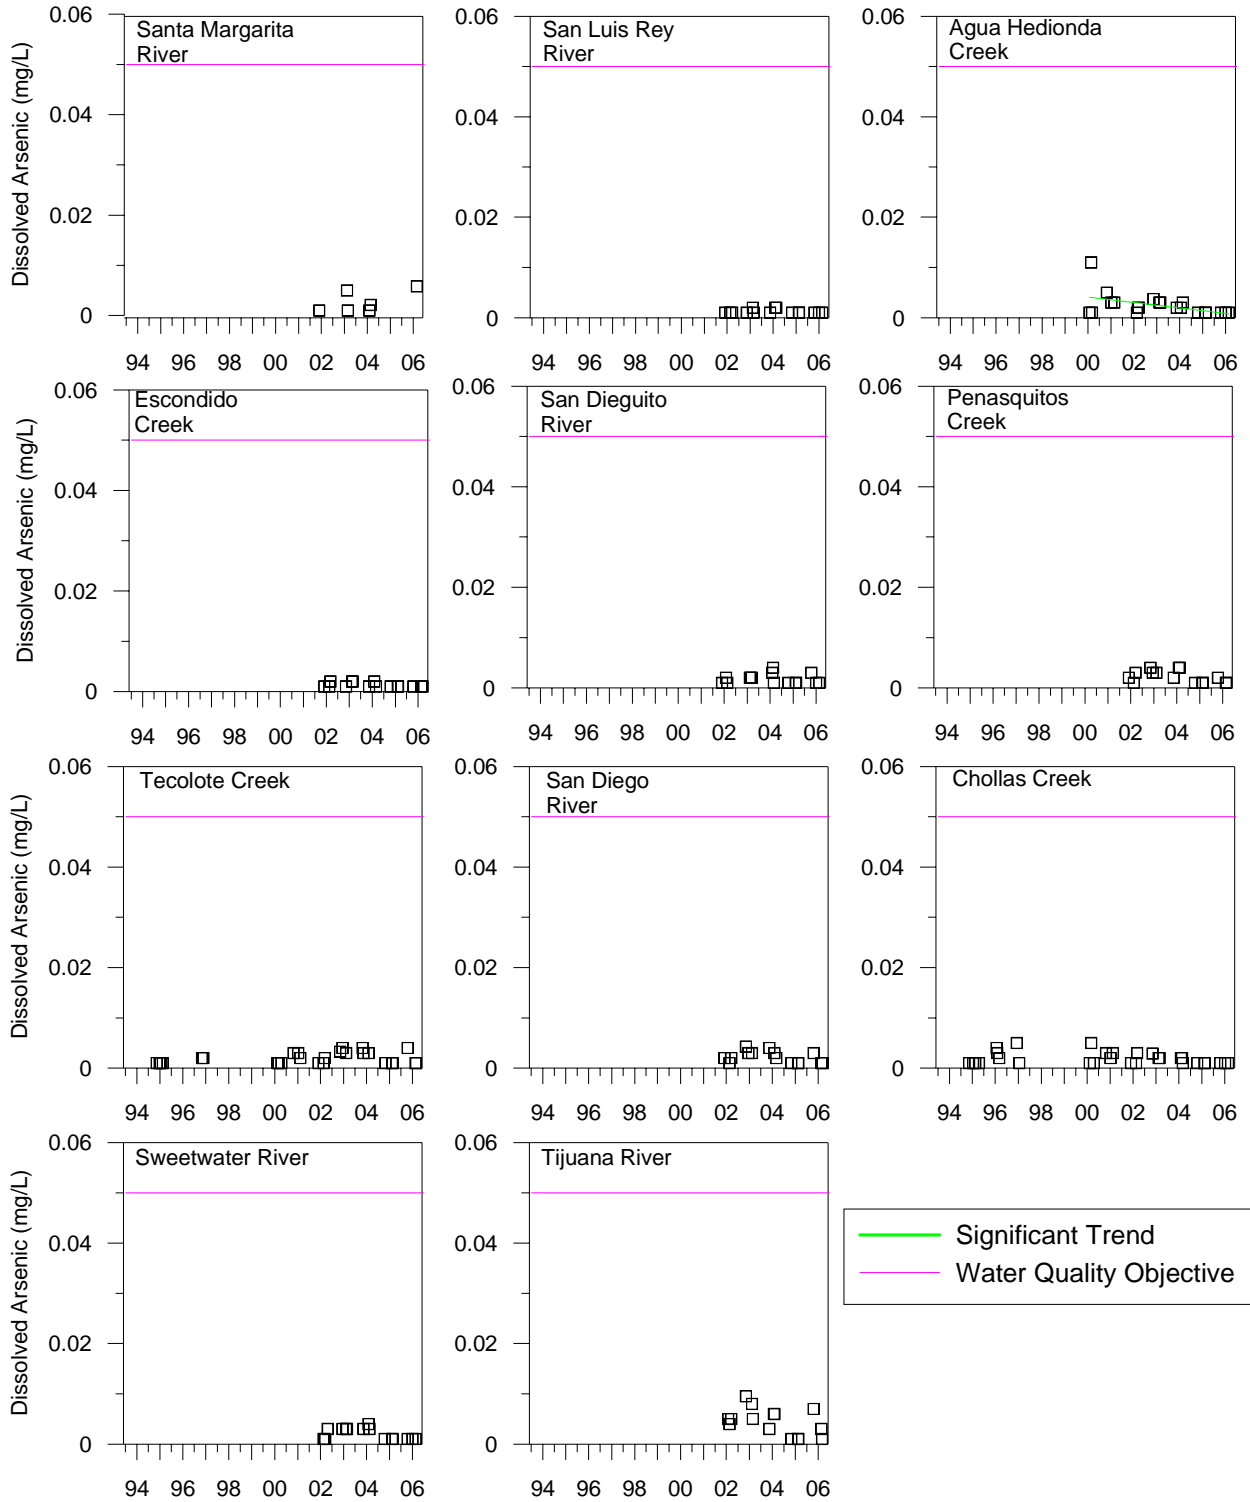 Dissolved Arsenic (mg/L)
0.06
0.04
0.02
0
Santa Margarita
River
94 96 98 00 02 04 06
0.06
0.04
0.02
0
San Luis Rey
River
94 96 98 00 02 04 06
0.06
0.04
0.02
0
Agua Hedionda
Creek
94 96 98 00 02 04 06
Dissolved Arsenic (mg/L)
0.06
0.04
0.02
0
Escondido
Creek
94 96 98 00 02 04 06
0.06
0.04
0.02
0
San Dieguito
River
94 96 98 00 02 04 06
0.06
0.04
0.02
0
Penasquitos
Creek
94 96 98 00 02 04 06
Dissolved Arsenic (mg/L)
0.06
0.04
0.02
0
Tecolote Creek
94 96 98 00 02 04 06
0.06
0.04
0.02
0
San Diego
River
94 96 98 00 02 04 06
0.06
0.04
0.02
0
Chollas Creek
94 96 98 00 02 04 06
Dissolved Arsenic (mg/L)
0.06
0.04
0.02
0
Sweetwater River
94 96 98 00 02 04 06
0.06
0.04
0.02
0
Tijuana River
94 96 98 00 02 04 06
Significant Trend
Water Quality Objective